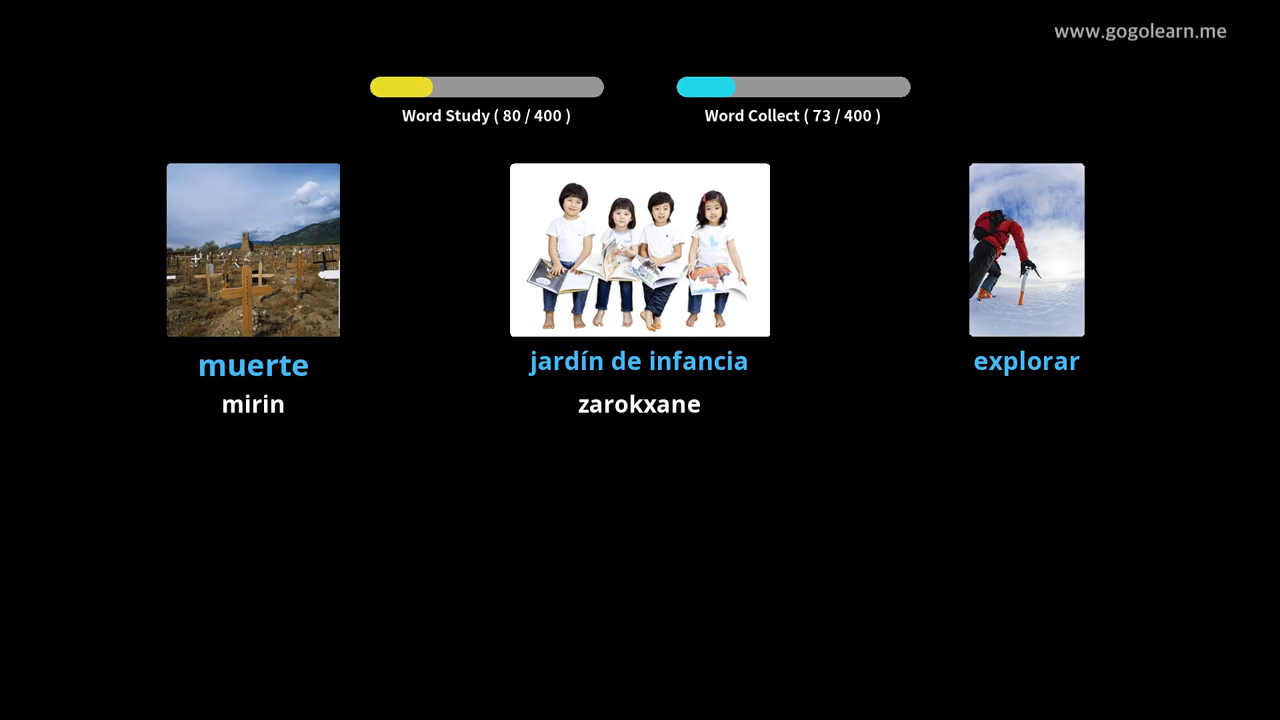 www.gogolearn.me
Word Study ( 80 / 400 )
Word Collect ( 73 / 400 )
muerte
jardín de infancia
explorar
mirin
zarokxane